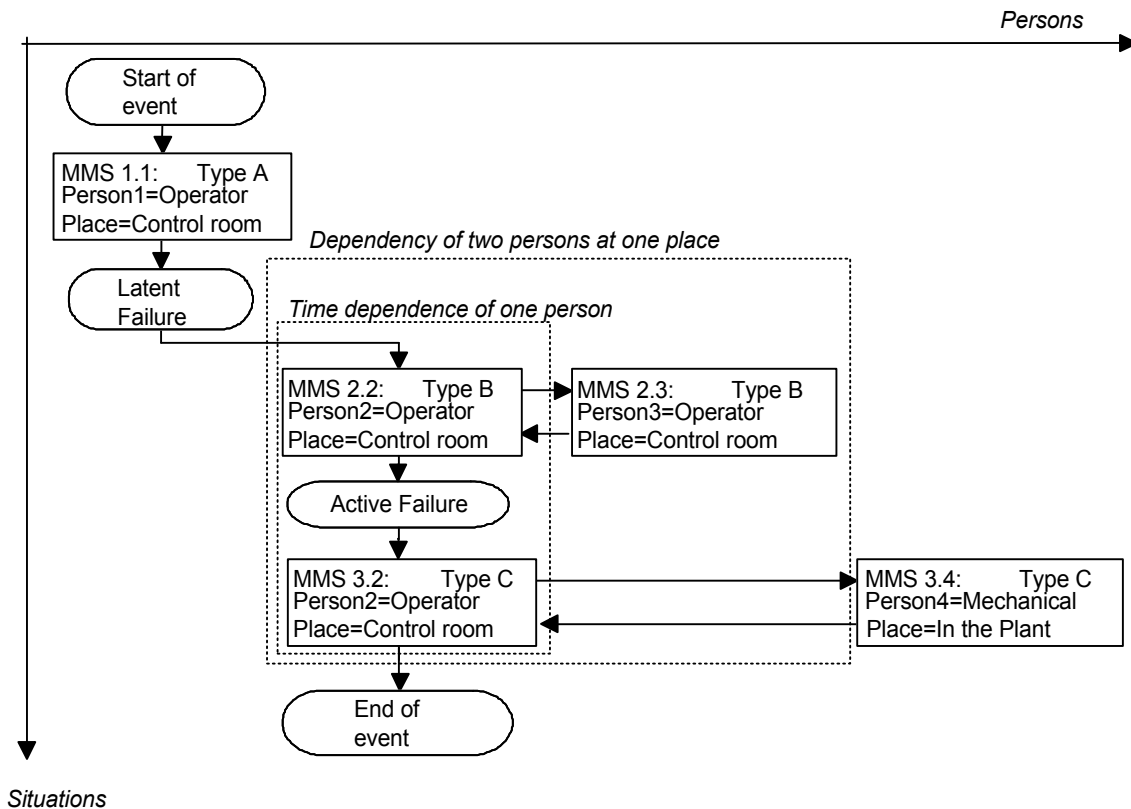 Persons
Start of
event
MMS 1.1: Type A
Person1=Operator
Place=Control room
Dependency of two persons at one place
Latent
Failure
Time dependence of one person
MMS 2.2: Type B
Person2=Operator
Place=Control room
MMS 2.3: Type B
Person3=Operator
Place=Control room
Active Failure
MMS 3.2: Type C
Person2=Operator
Place=Control room
MMS 3.4: Type C
Person4=Mechanical
Place=In the Plant
End of
event
Situations